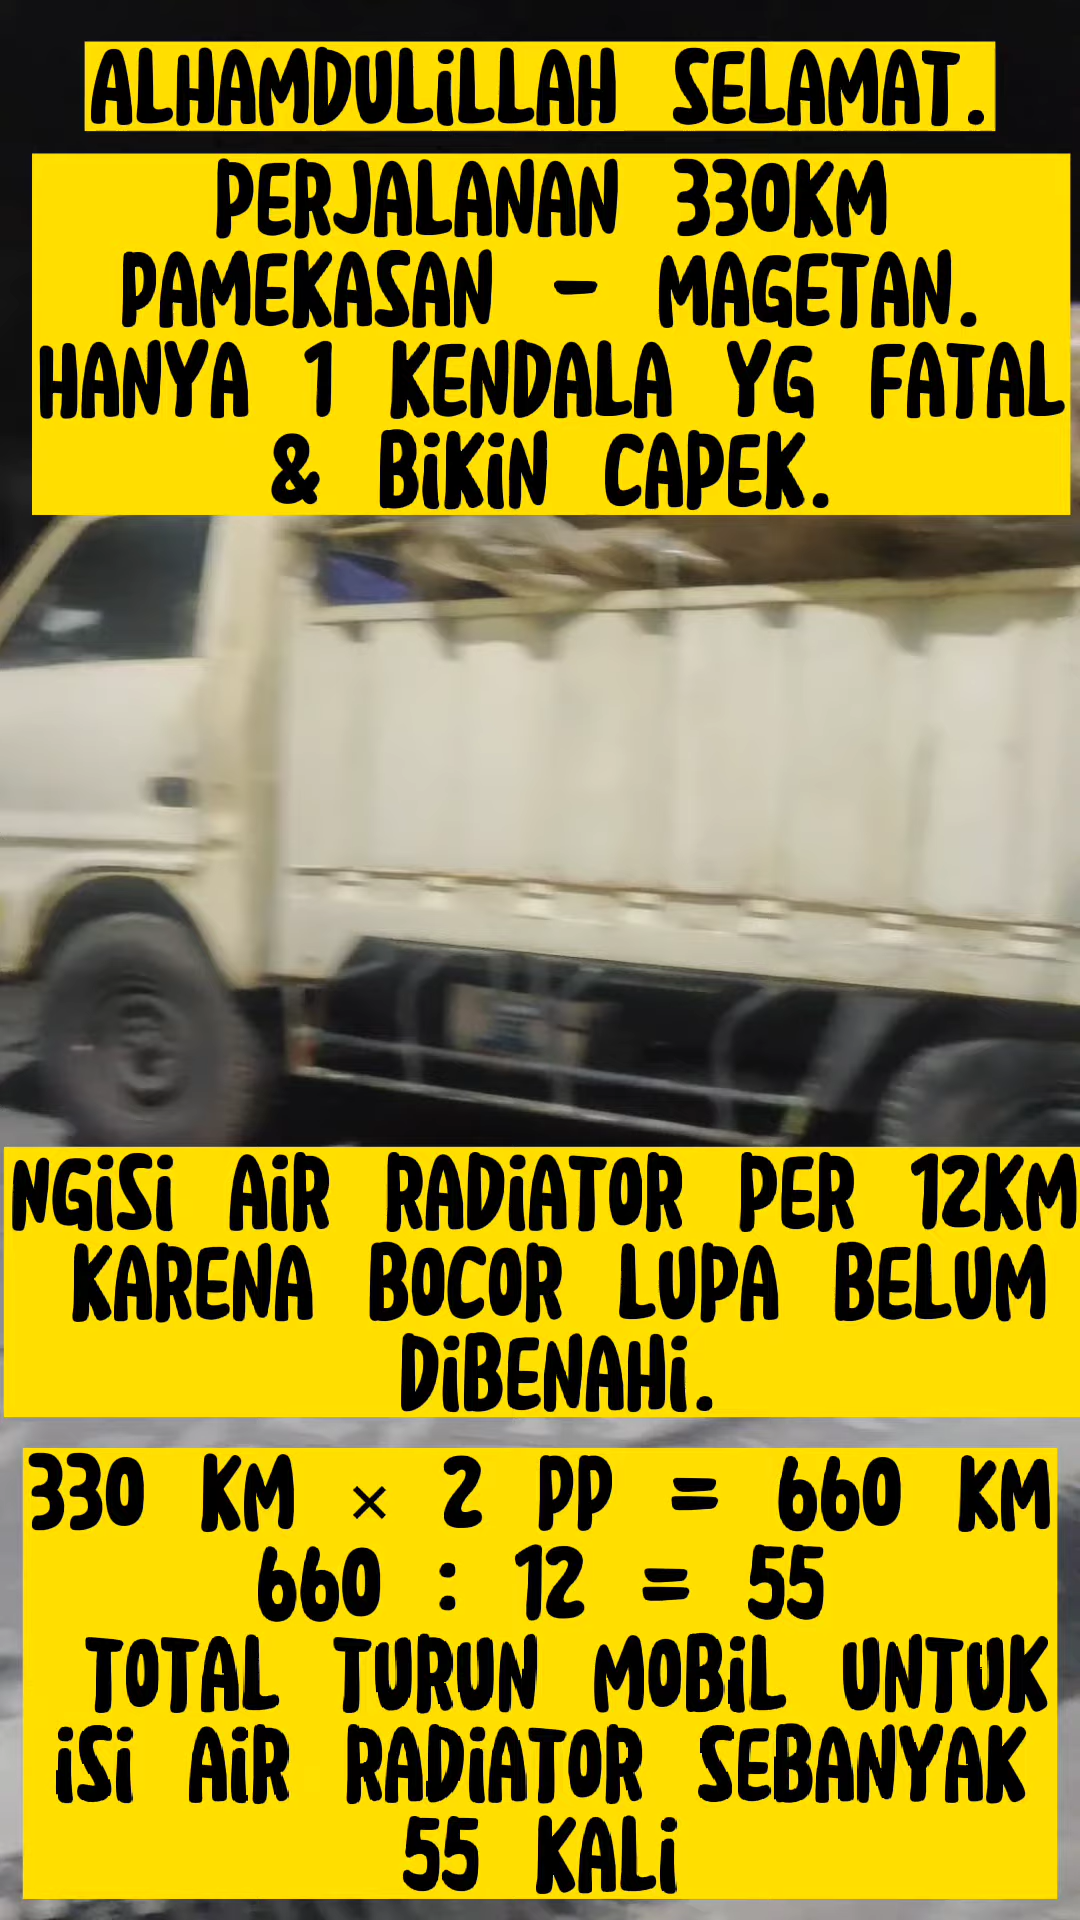 ALHAMDULiLLAH SELAMAT.
PERJALANAN 330KM
PAMEKASAN - MAGETAN.
HANYA 1 KENDALA YG FATAL
& BiKiN CAPEK.
NGiSi AiR RADiATOR PER 12KM
KARENA BOCOR LUPA BELUM
DiBENAHi.
330 KM × 2 PP = 660 KM
660 : 12 = 55
TOTAL TURUN MOBiL UNTUK
iSi AiR RADiATOR SEBANYAK
55 KALi